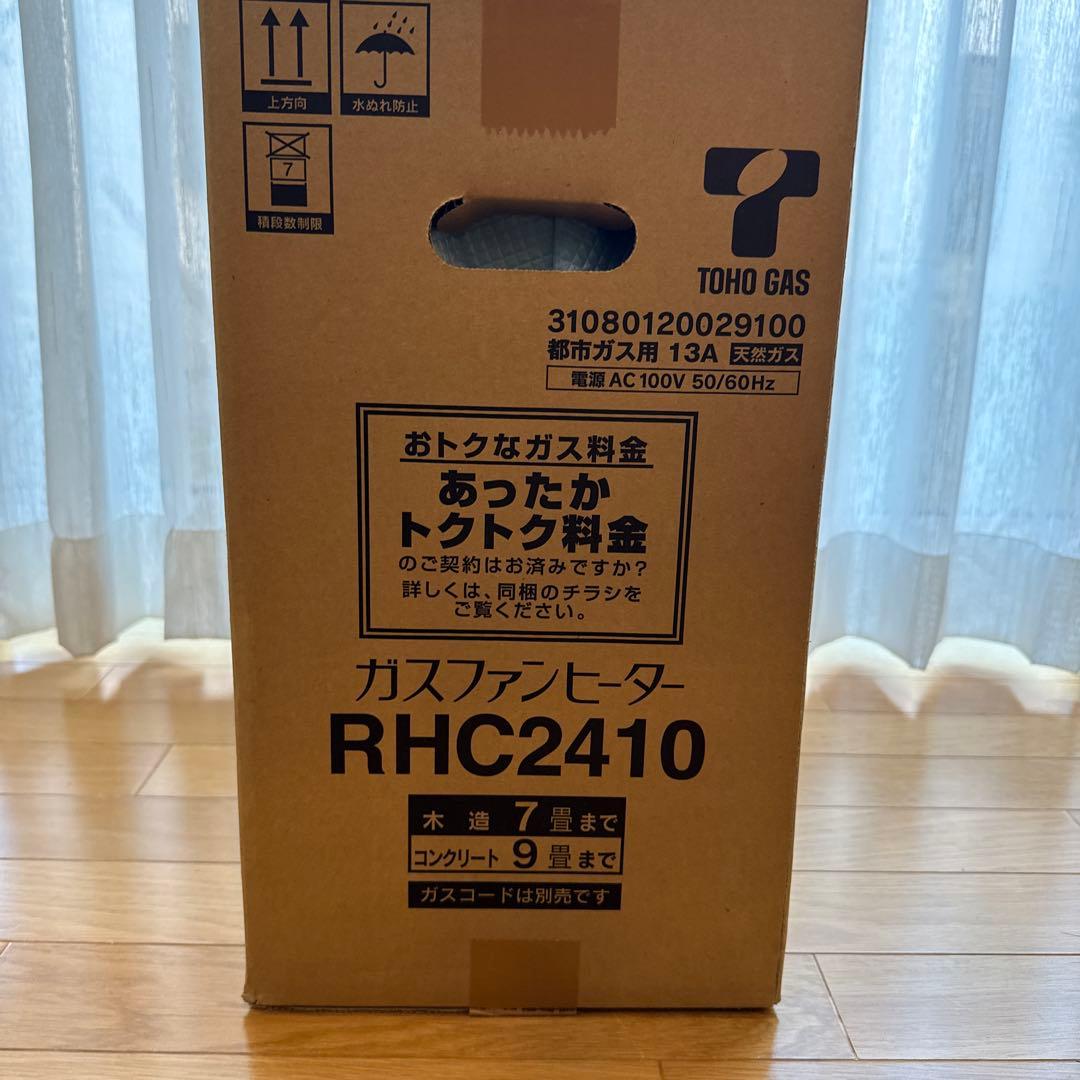 上方向
水ぬれ防止
7
積段数制限
TOHO GAS
31080120029100
都市ガス用 13A 天然ガス
電源 AC100V 50/60Hz
おトクなガス料金
あったか
トクトク料金
のご契約はお済みですか?
詳しくは、同梱のチラシを
ご覧ください。
ガスファンヒーター
RHC2410
木造 7畳まで
コンクリート 9畳まで
ガスコードは別売です